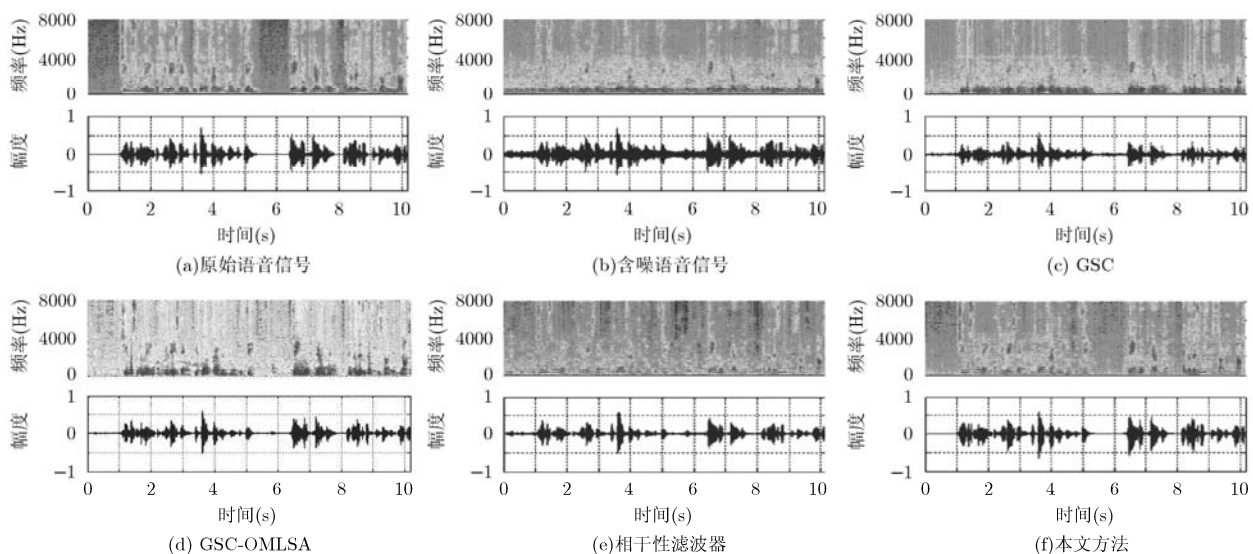 8000
4000
0
频率(Hz)
1
0
−1
幅度
0 2 4 6 8 10
时间(s)
(a)原始语音信号
8000
4000
0
频率(Hz)
1
0
−1
幅度
0 2 4 6 8 10
时间(s)
(b)含噪语音信号
8000
4000
0
频率(Hz)
1
0
−1
幅度
0 2 4 6 8 10
时间(s)
(c) GSC
8000
4000
0
频率(Hz)
1
0
−1
幅度
0 2 4 6 8 10
时间(s)
(d) GSC-OMLSA
8000
4000
0
频率(Hz)
1
0
−1
幅度
0 2 4 6 8 10
时间(s)
(e)相干性滤波器
8000
4000
0
频率(Hz)
1
0
−1
幅度
0 2 4 6 8 10
时间(s)
(f)本文方法